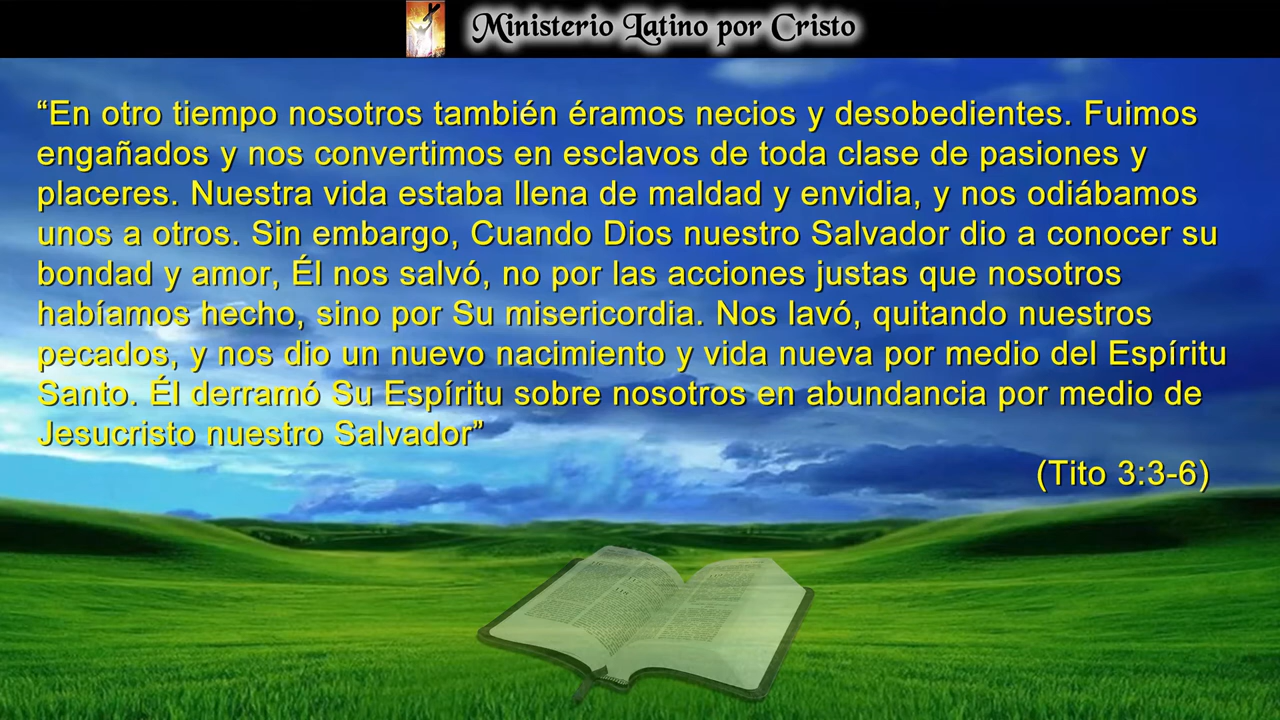 Ministerio Latino por Cristo
“En otro tiempo nosotros también éramos necios y desobedientes. Fuimos
engañados y nos convertimos en esclavos de toda clase de pasiones y
placeres. Nuestra vida estaba llena de maldad y envidia, y nos odiábamos
unos a otros. Sin embargo, Cuando Dios nuestro Salvador dio a conocer su
bondad y amor, Él nos salvó, no por las acciones justas que nosotros
habíamos hecho, sino por Su misericordia. Nos lavó, quitando nuestros
pecados, y nos dio un nuevo nacimiento y vida nueva por medio del Espíritu
Santo. Él derramó Su Espíritu sobre nosotros en abundancia por medio de
Jesucristo nuestro Salvador”
(Tito 3:3-6)